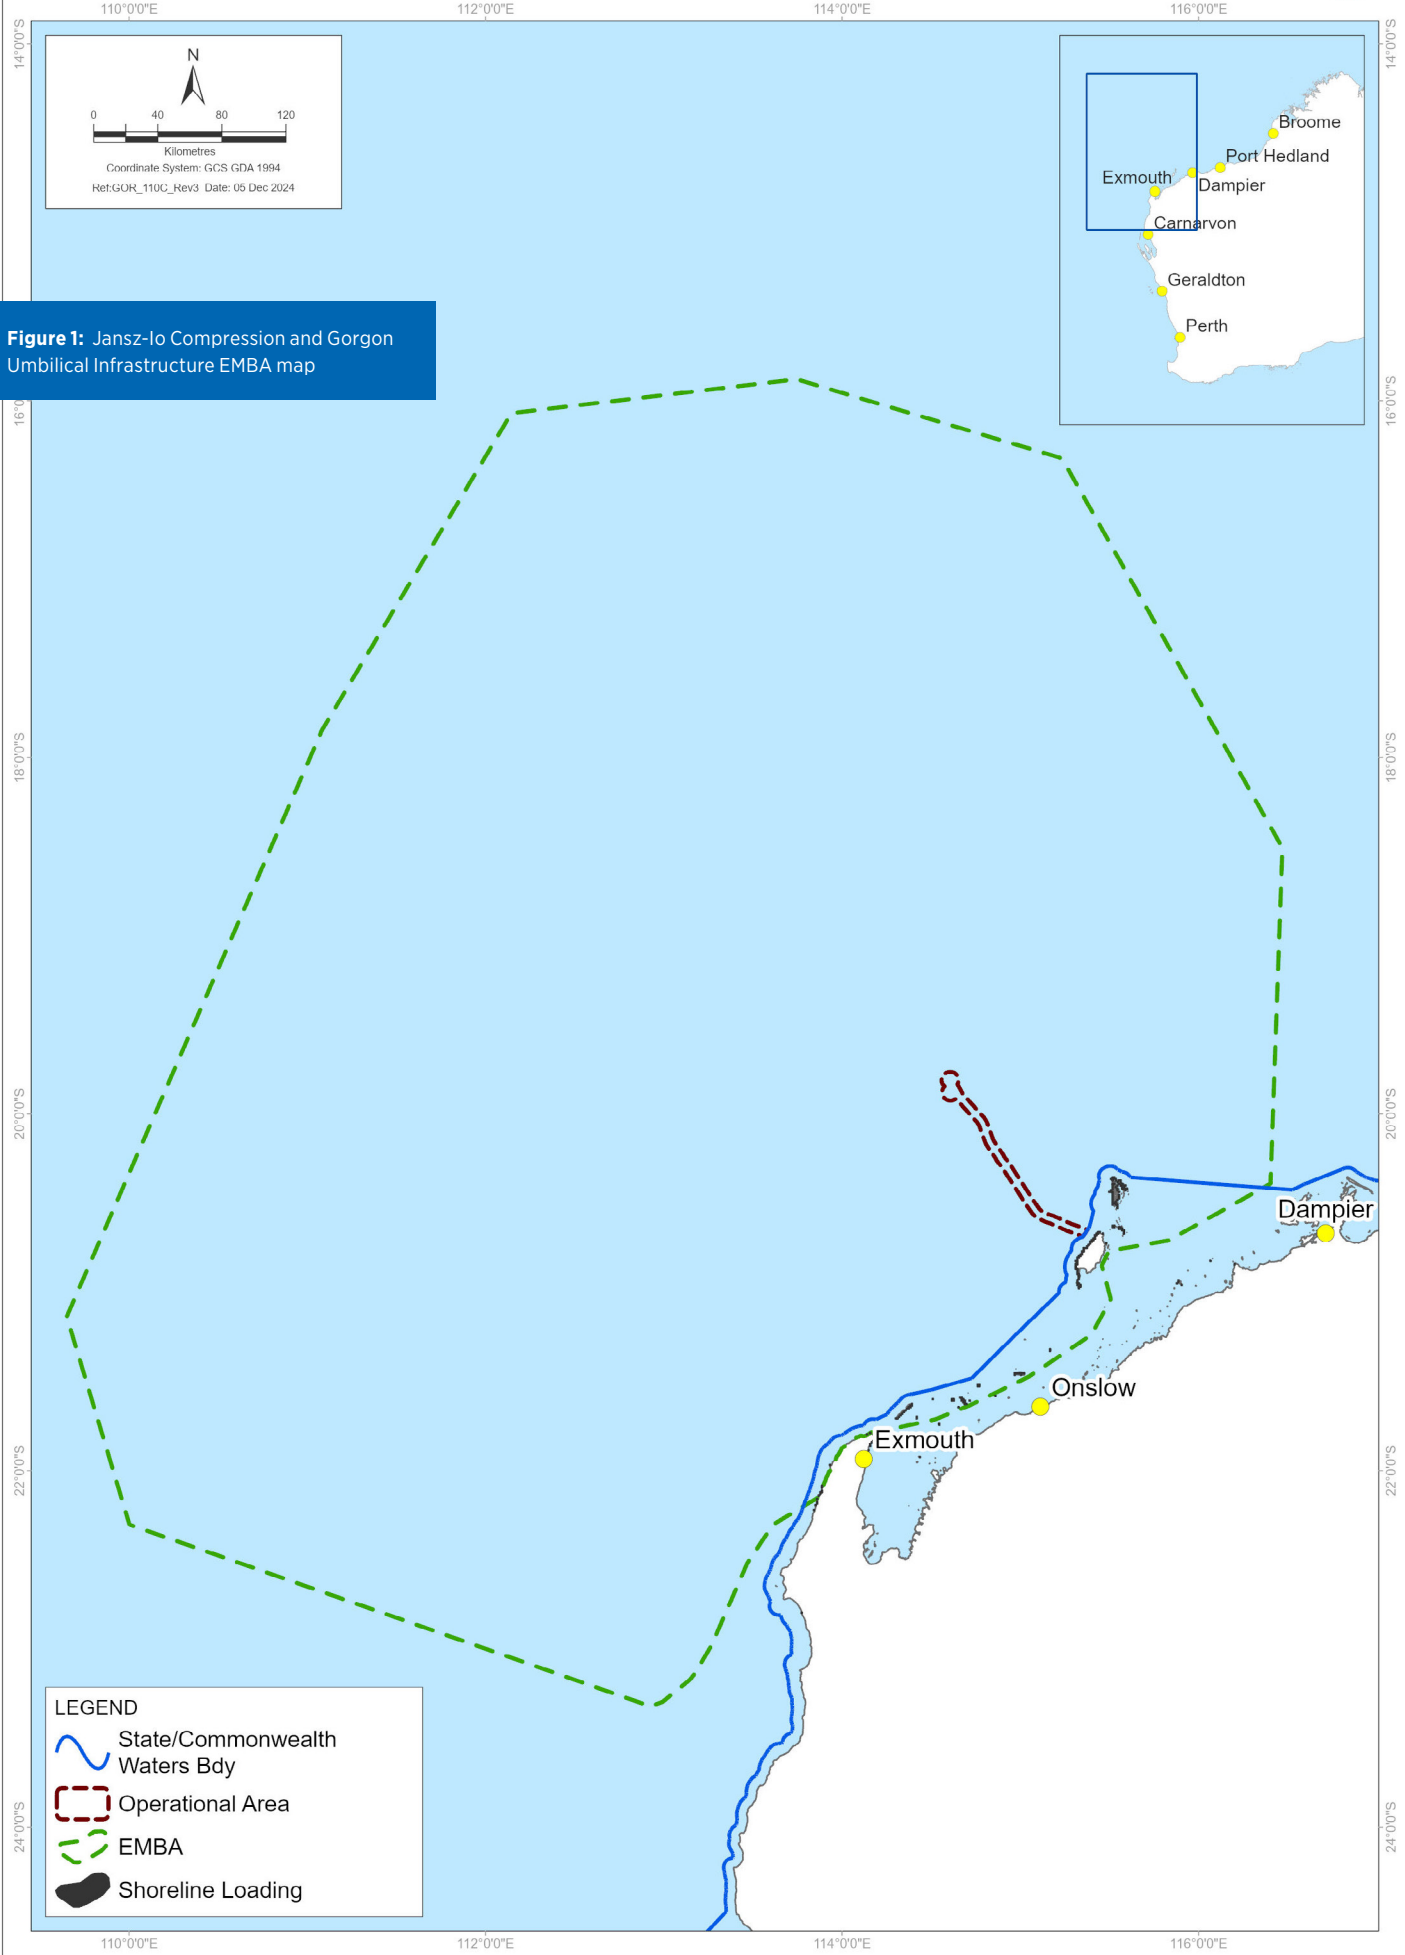 110°0'0"E
112°0'0"E
114°0'0"E
116°0'0"E
14°0'0"S
14°0'0"S
N
0 40 80 120
Kilometres
Coordinate System: GCS GDA 1994
Ref:GOR_110C_Rev3 Date: 05 Dec 2024
Broome
Port Hedland
Exmouth
Dampier
Carnarvon
Geraldton
Perth
Figure 1: Jansz-Io Compression and Gorgon
Umbilical Infrastructure EMBA map
16°0'0"S
18°0'0"S
18°0'0"S
20°0'0"S
20°0'0"S
Dampier
Onslow
Exmouth
22°0'0"S
22°0'0"S
LEGEND
State/Commonwealth
Waters Bdy
Operational Area
EMBA
Shoreline Loading
24°0'0"S
24°0'0"S
110°0'0"E
112°0'0"E
114°0'0"E
116°0'0"E